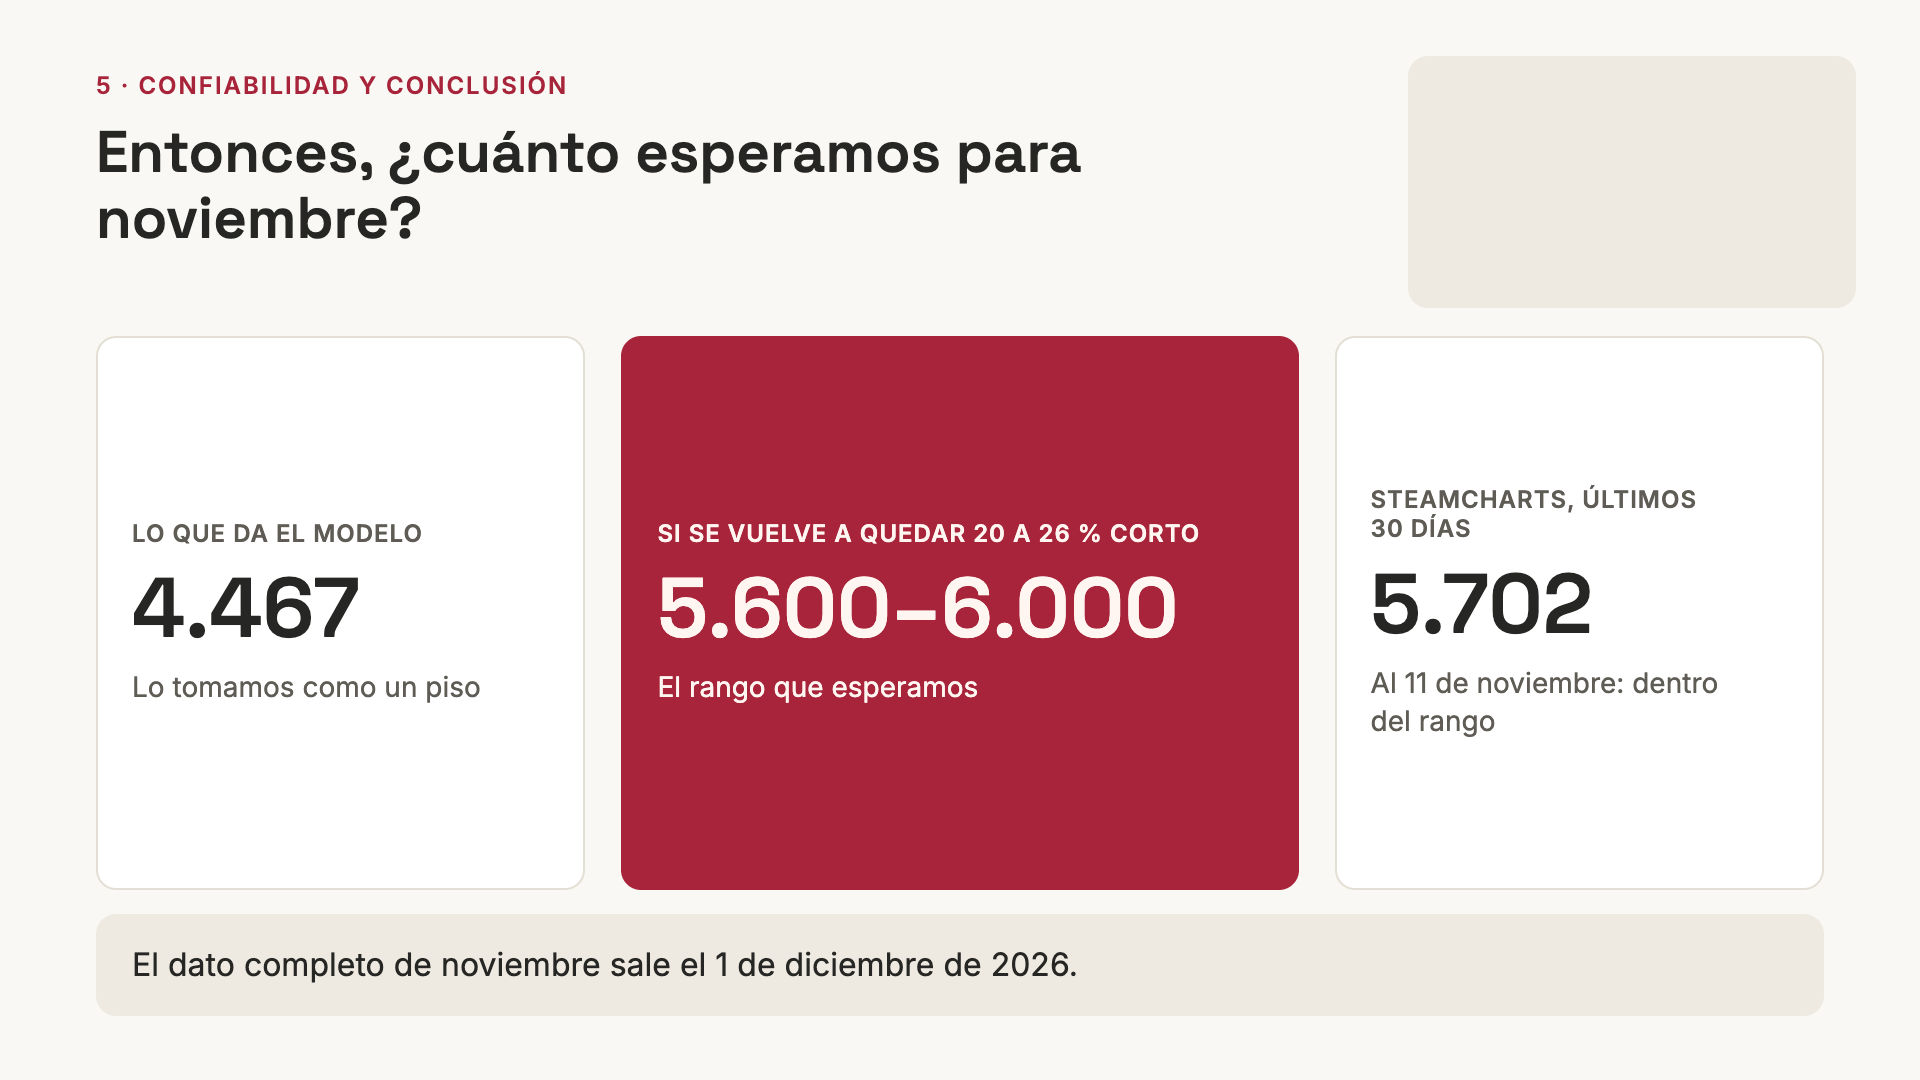 5 · CONFIABILIDAD Y CONCLUSIÓN
Entonces, ¿cuánto esperamos para
noviembre?
LO QUE DA EL MODELO
4.467
Lo tomamos como un piso
SI SE VUELVE A QUEDAR 20 A 26 % CORTO
5.600–6.000
El rango que esperamos
STEAMCHARTS, ÚLTIMOS
30 DÍAS
5.702
Al 11 de noviembre: dentro
del rango
El dato completo de noviembre sale el 1 de diciembre de 2026.